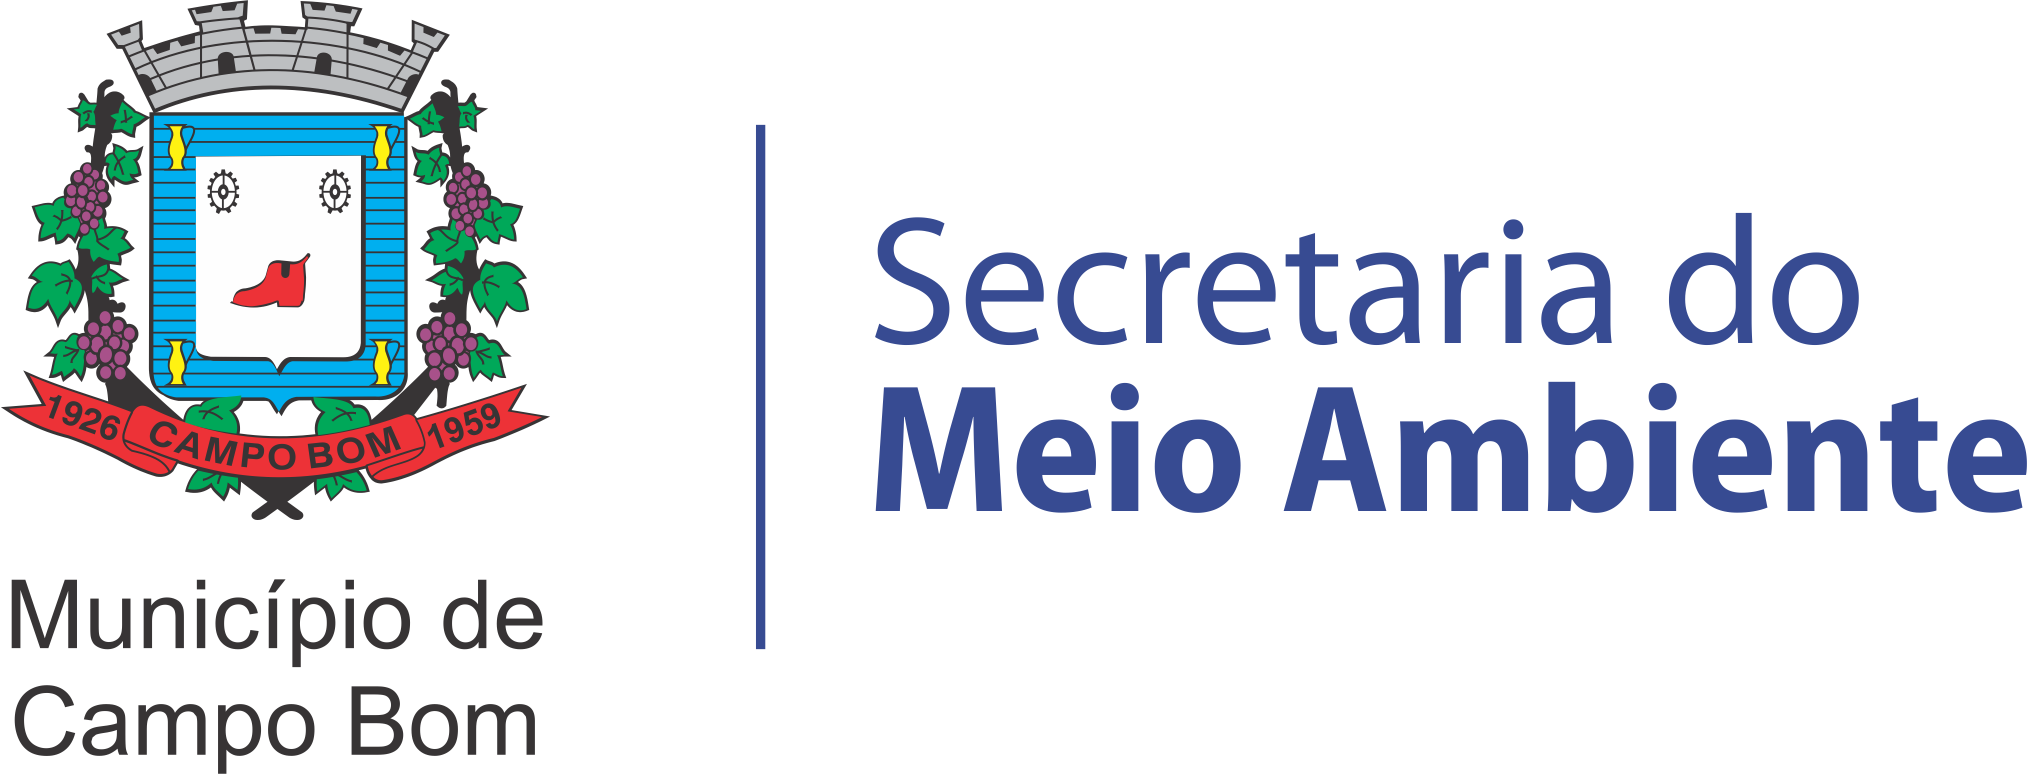 1926 CAMPO BOM 1959
Município de
Campo Bom
Secretaria do
Meio Ambiente